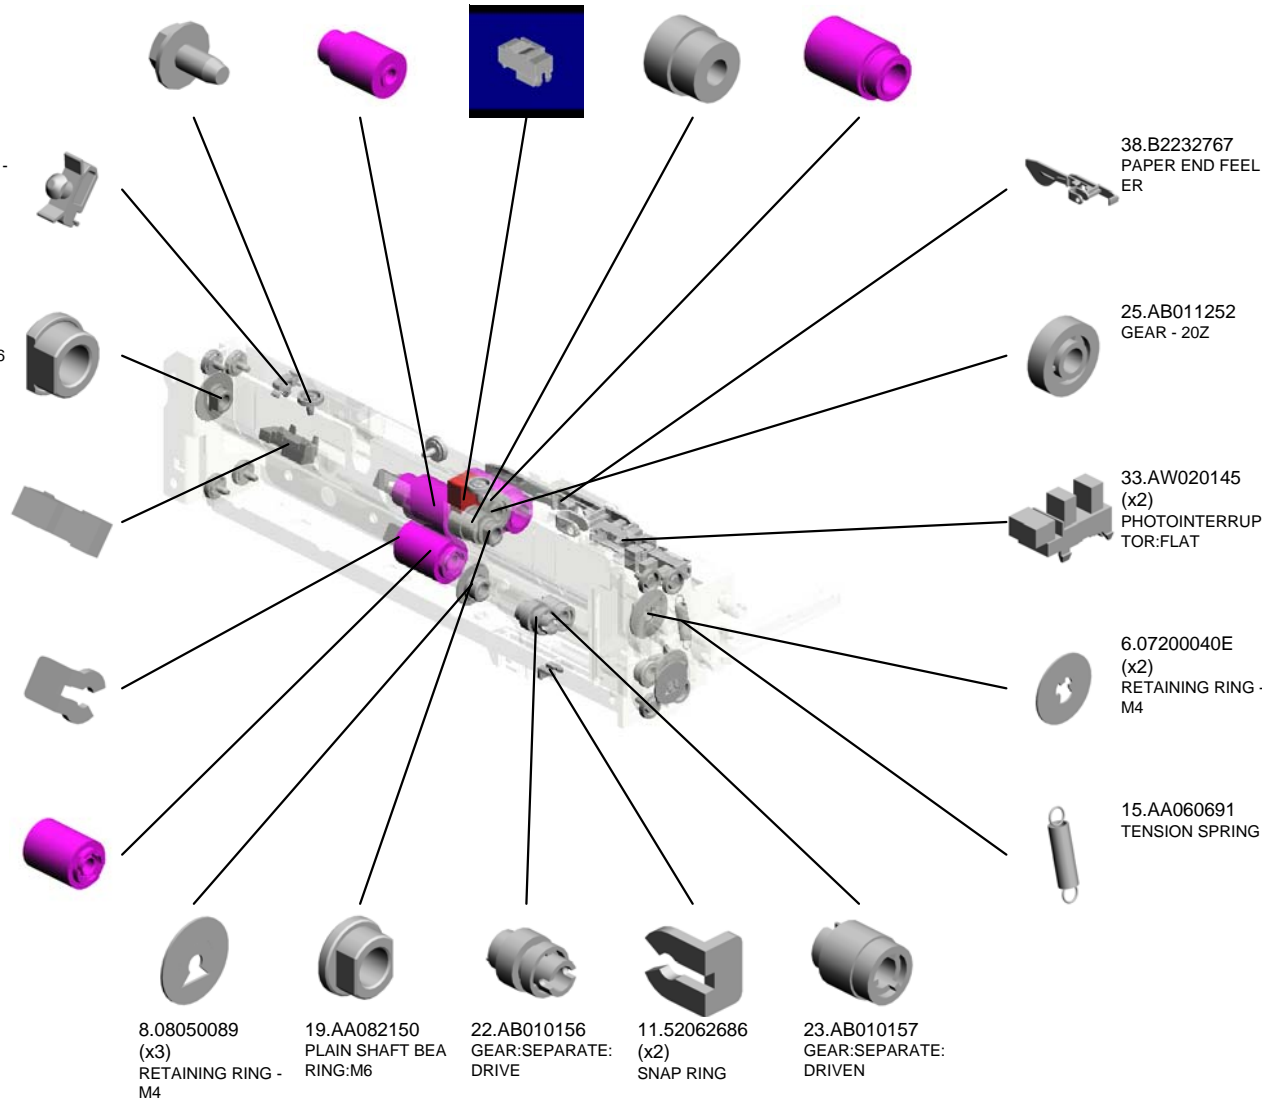 -
38.B2232767
PAPER END FEEL
ER
25.AB011252
GEAR - 20Z
6
33.AW020145
(x2)
PHOTOINTERRUP
TOR:FLAT
6.07200040E
(x2)
RETAINING RING -
M4
15.AA060691
TENSION SPRING
8.08050089
(x3)
RETAINING RING -
M4
19.AA082150
PLAIN SHAFT BEA
RING:M6
22.AB010156
GEAR:SEPARATE:
DRIVE
11.52062686
(x2)
SNAP RING
23.AB010157
GEAR:SEPARATE:
DRIVEN